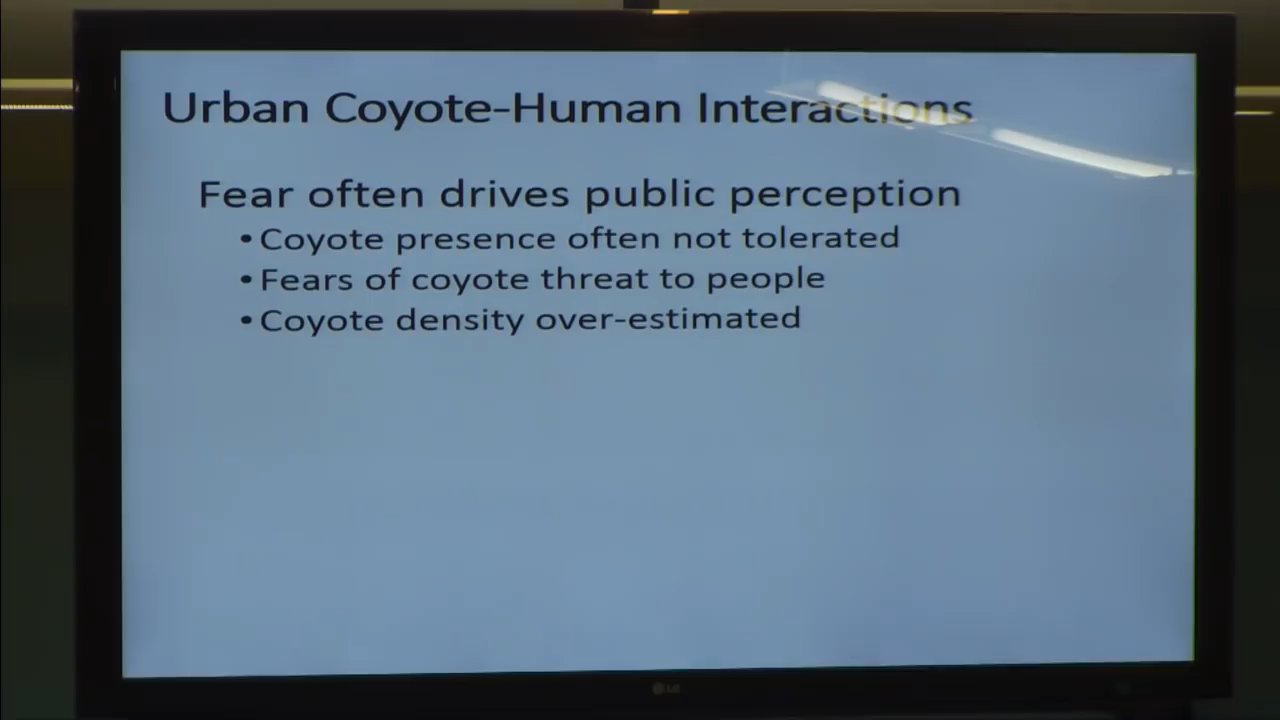 Urban Coyote-Human Interactions
Fear often drives public perception
• Coyote presence often not tolerated
• Fears of coyote threat to people
• Coyote density over-estimated
LG